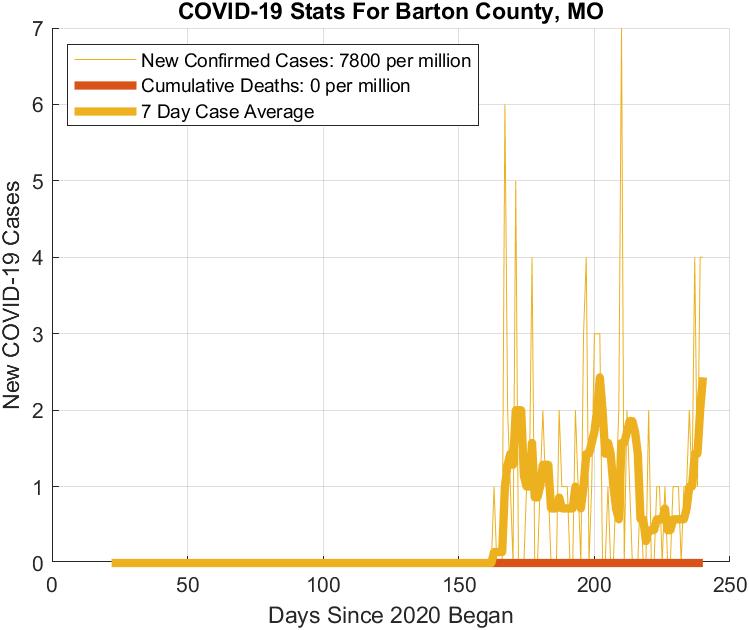 COVID-19 Stats For Barton County, MO
New Confirmed Cases: 7800 per million
Cumulative Deaths: 0 per million
7 Day Case Average
New COVID-19 Cases
7
6
5
4
3
2
1
0
0 50 100 150 200 250
Days Since 2020 Began